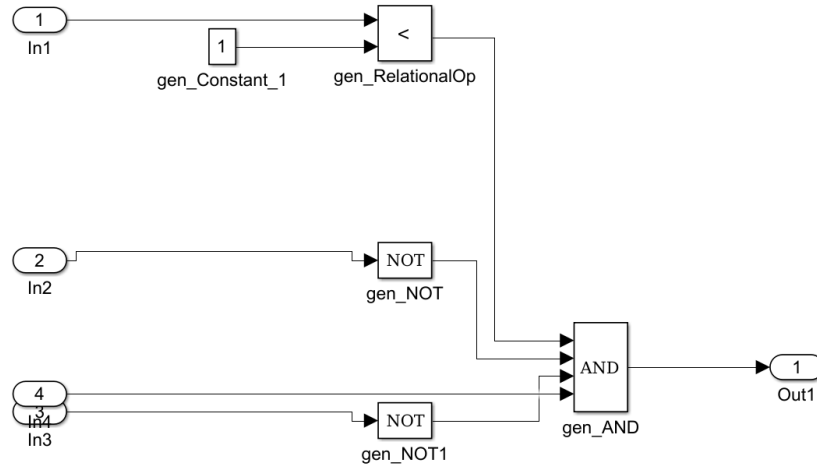 1
In1
1
gen_Constant_1
<
gen_RelationalOp
2
In2
NOT
gen_NOT
4
3
In4
In3
NOT
gen_NOT1
AND
gen_AND
1
Out1